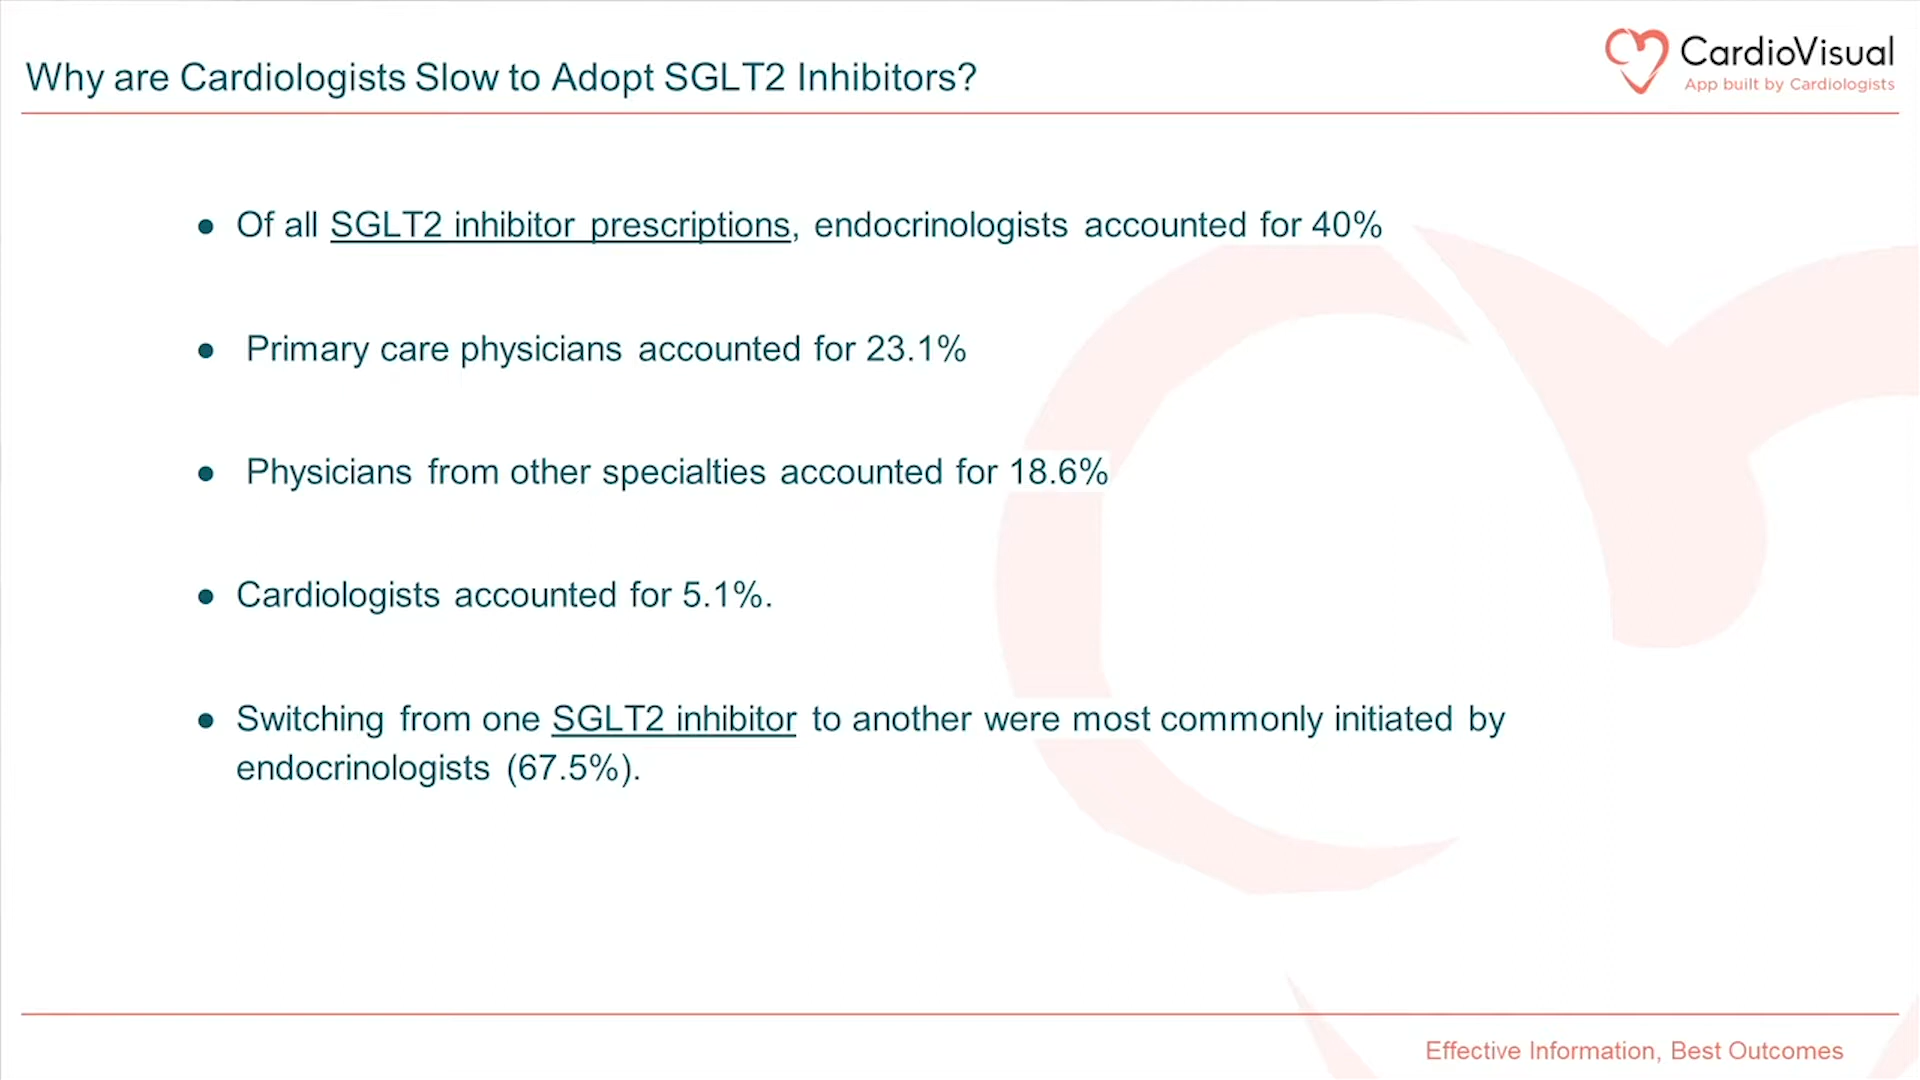 Why are Cardiologists Slow to Adopt SGLT2 Inhibitors?
CardioVisual
App built by Cardiologists
● Of all SGLT2 inhibitor prescriptions, endocrinologists accounted for 40%
● Primary care physicians accounted for 23.1%
● Physicians from other specialties accounted for 18.6%
● Cardiologists accounted for 5.1%.
● Switching from one SGLT2 inhibitor to another were most commonly initiated by
endocrinologists (67.5%).
Effective Information, Best Outcomes